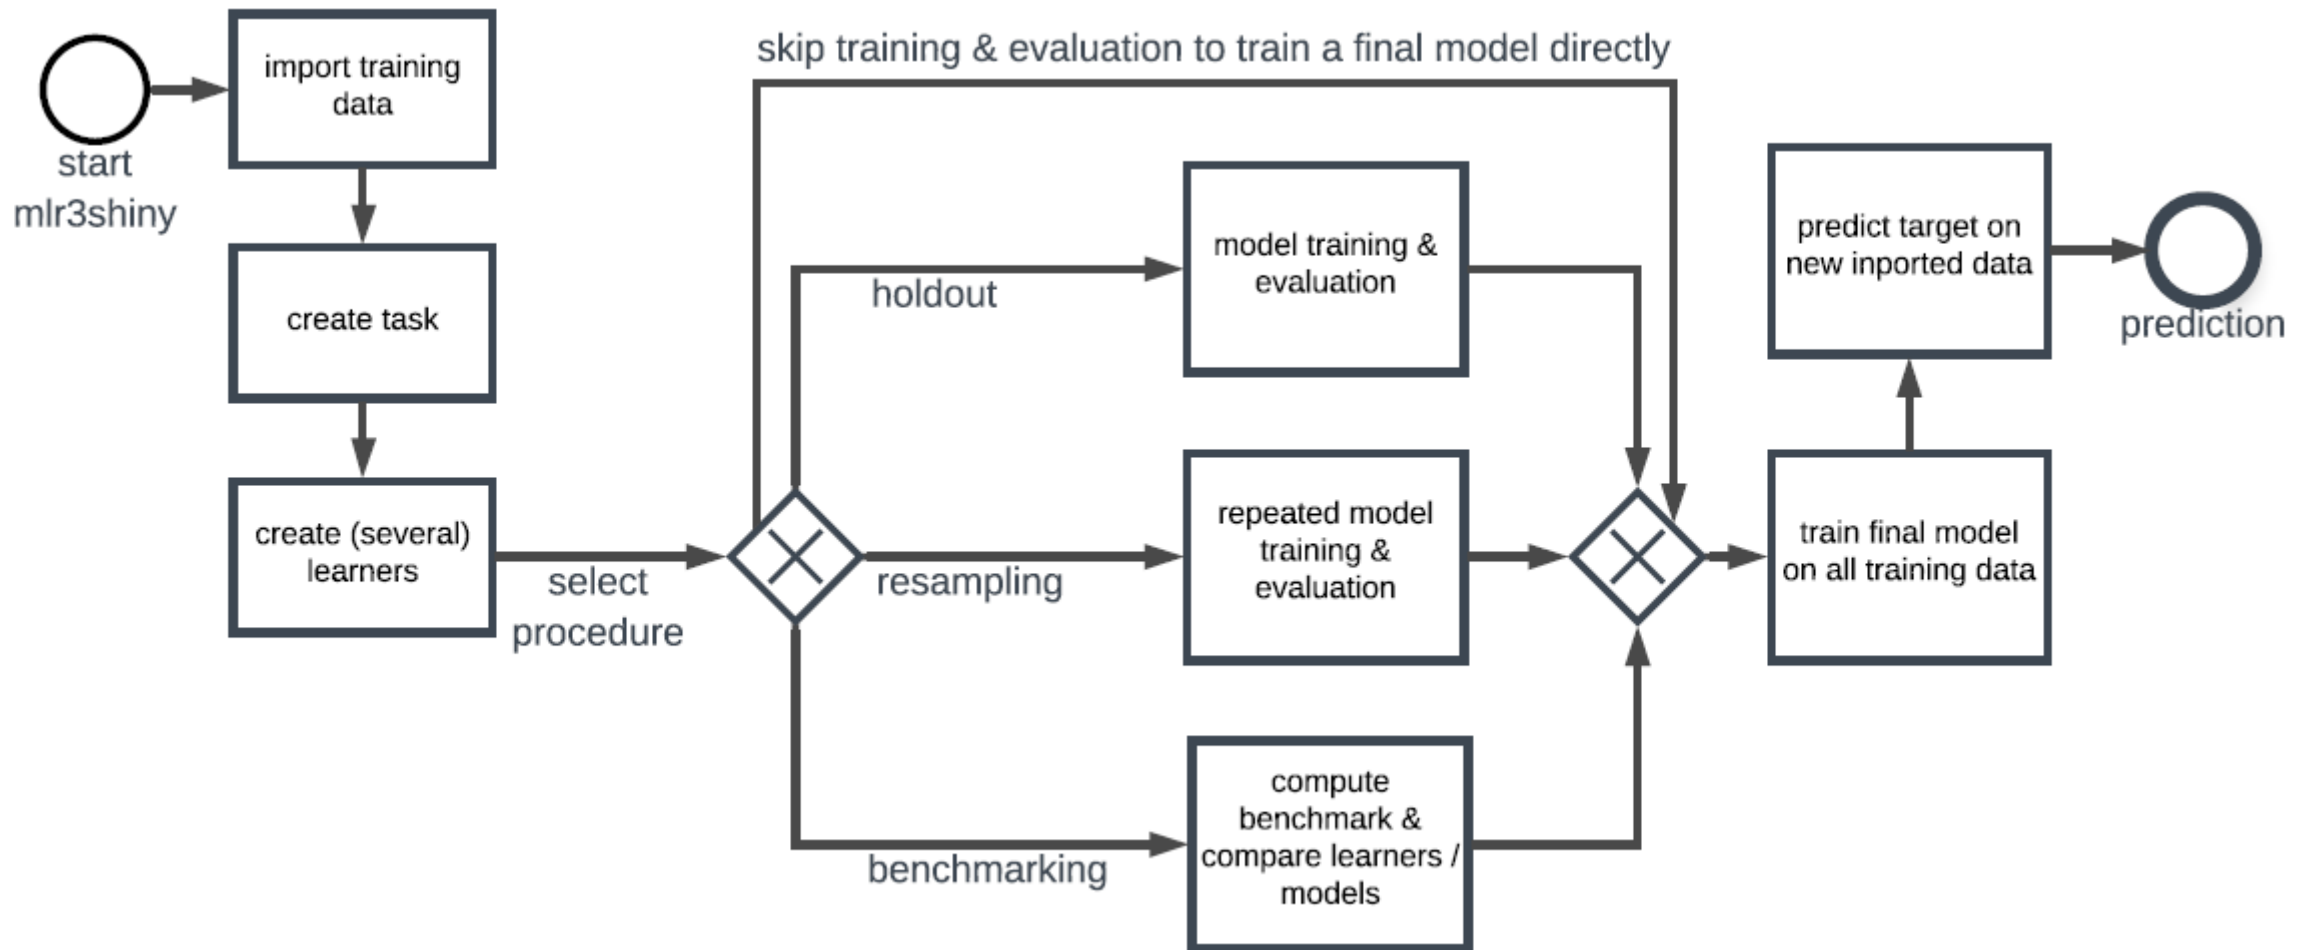 import training
data
start
mlr3shiny
create task
create (several)
learners
select
procedure
skip training & evaluation to train a final model directly
holdout
model training &
evaluation
resampling
repeated model
training &
evaluation
benchmarking
compute
benchmark &
compare learners /
models
train final model
on all training data
predict target on
new inported data
prediction